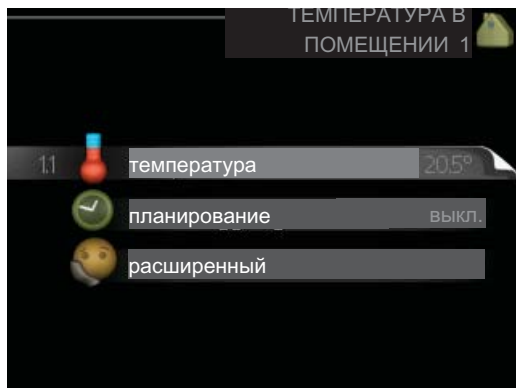 ТЕМПЕРАТУРА В
ПОМЕЩЕНИИ 1
1.1 температура 20.5°
планирование выкл.
расширенный